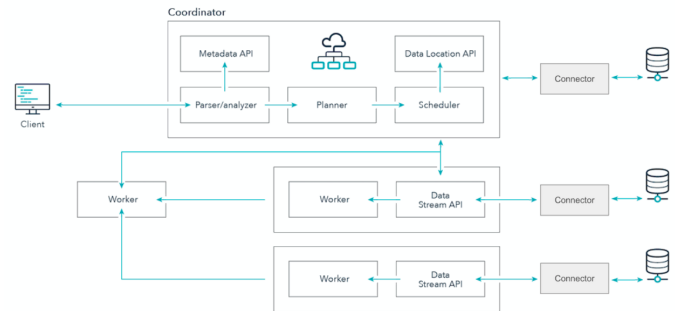 Coordinator
Metadata API
Data Location API
Connector
Client
Parser/analyzer
Planner
Scheduler
Worker
Worker
Data
Stream API
Connector
Worker
Data
Stream API
Connector